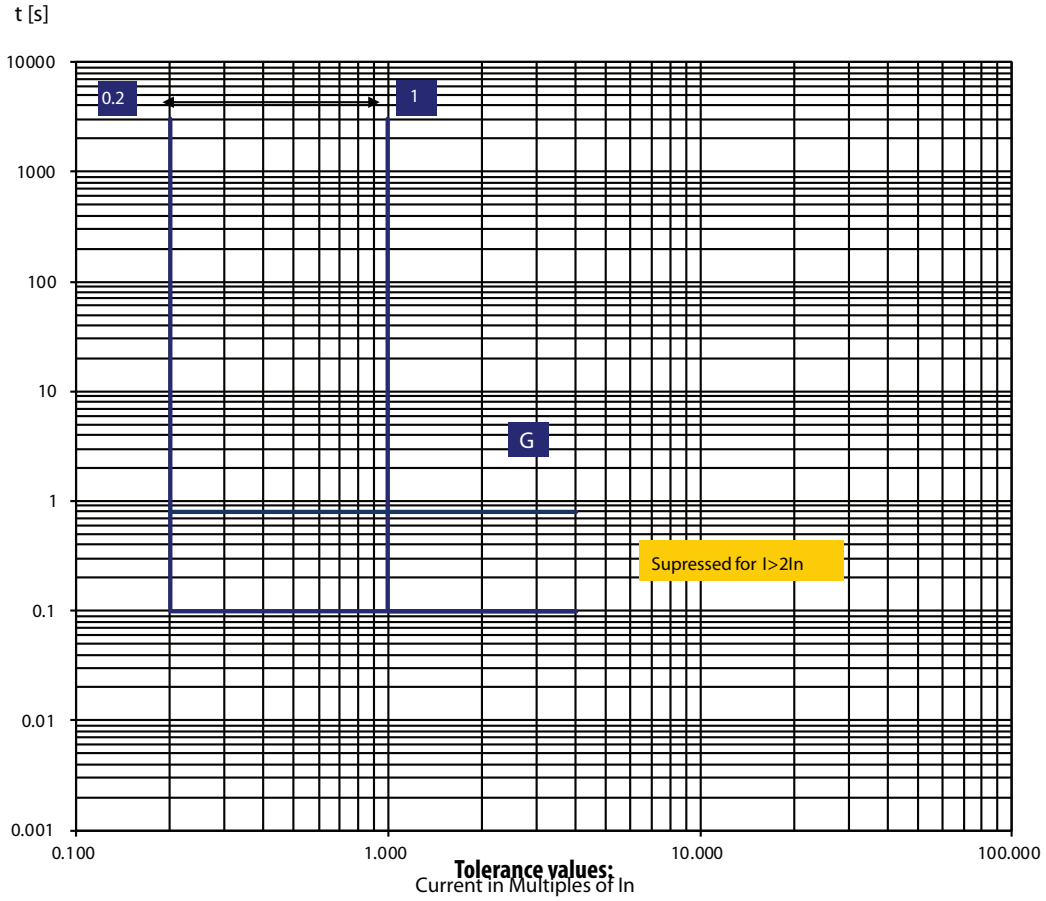 t [s]
10000
0.2
1
1000
100
10
G
1
Supressed for I>2In
0.1
0.01
0.001
0.100
1.000
10.000
100.000
Tolerance values:
Current in Multiples of In